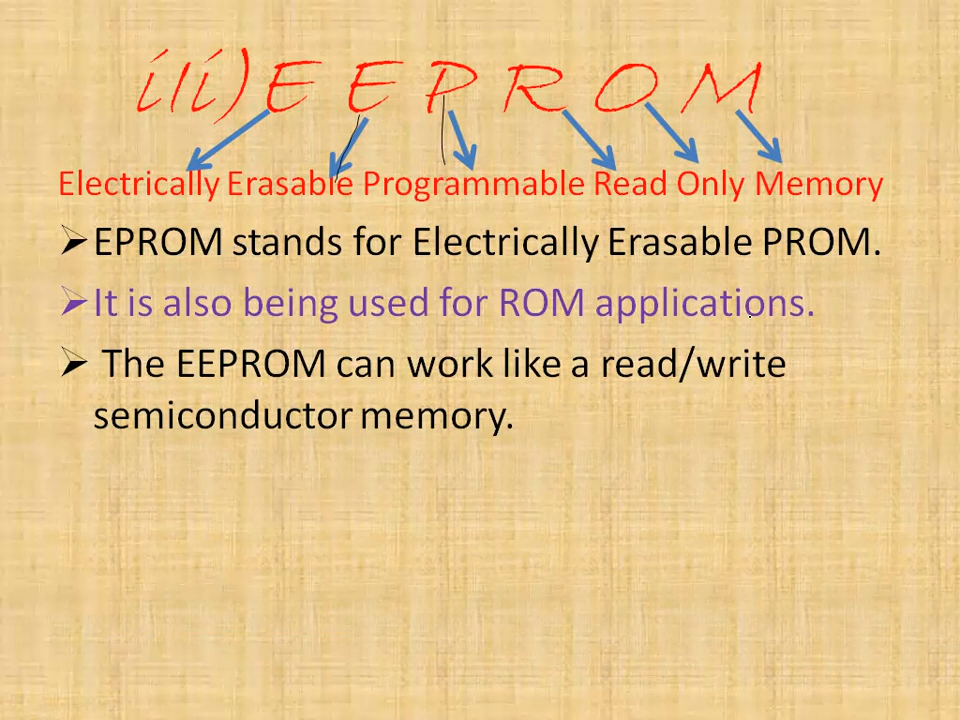 iii) E E P R O M
Electrically Erasable Programmable Read Only Memory
➢EPROM stands for Electrically Erasable PROM.
➢It is also being used for ROM applications.
➢ The EEPROM can work like a read/write
semiconductor memory.